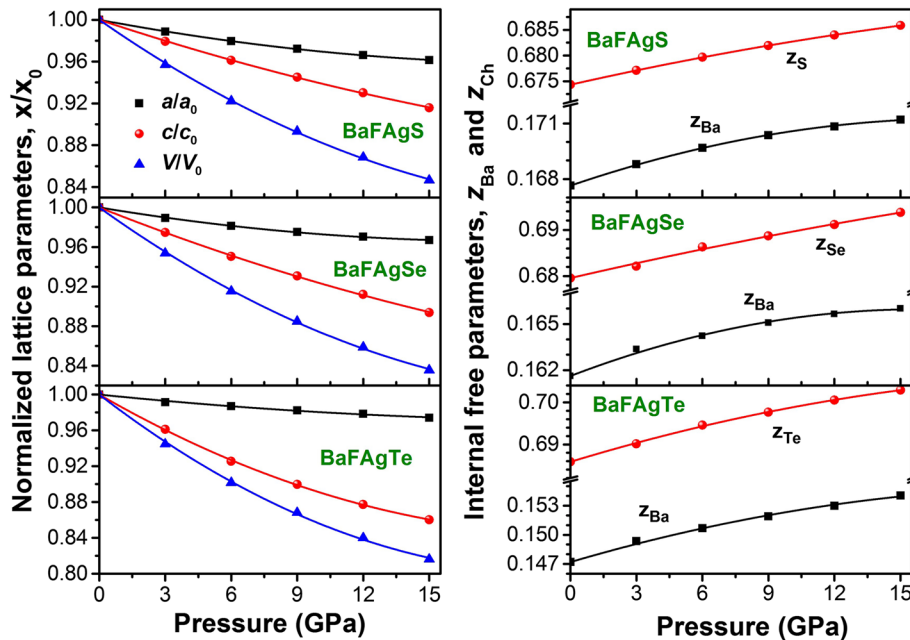 Normalized lattice parameters, x/x0
1.00
0.96
0.92
0.88
0.84
a/a0
c/c0
V/V0
BaFAgS
1.00
0.96
0.92
0.88
0.84
BaFAgSe
1.00
0.96
0.92
0.88
0.84
0.80
BaFAgTe
0 3 6 9 12 15
Pressure (GPa)
Internal free parameters, zBa and zCh
0.685
0.680
0.675
0.171
0.168
BaFAgS
zS
zBa
0.69
0.68
0.165
0.162
BaFAgSe
zSe
zBa
0.70
0.69
0.153
0.150
0.147
BaFAgTe
zTe
zBa
0 3 6 9 12 15
Pressure (GPa)